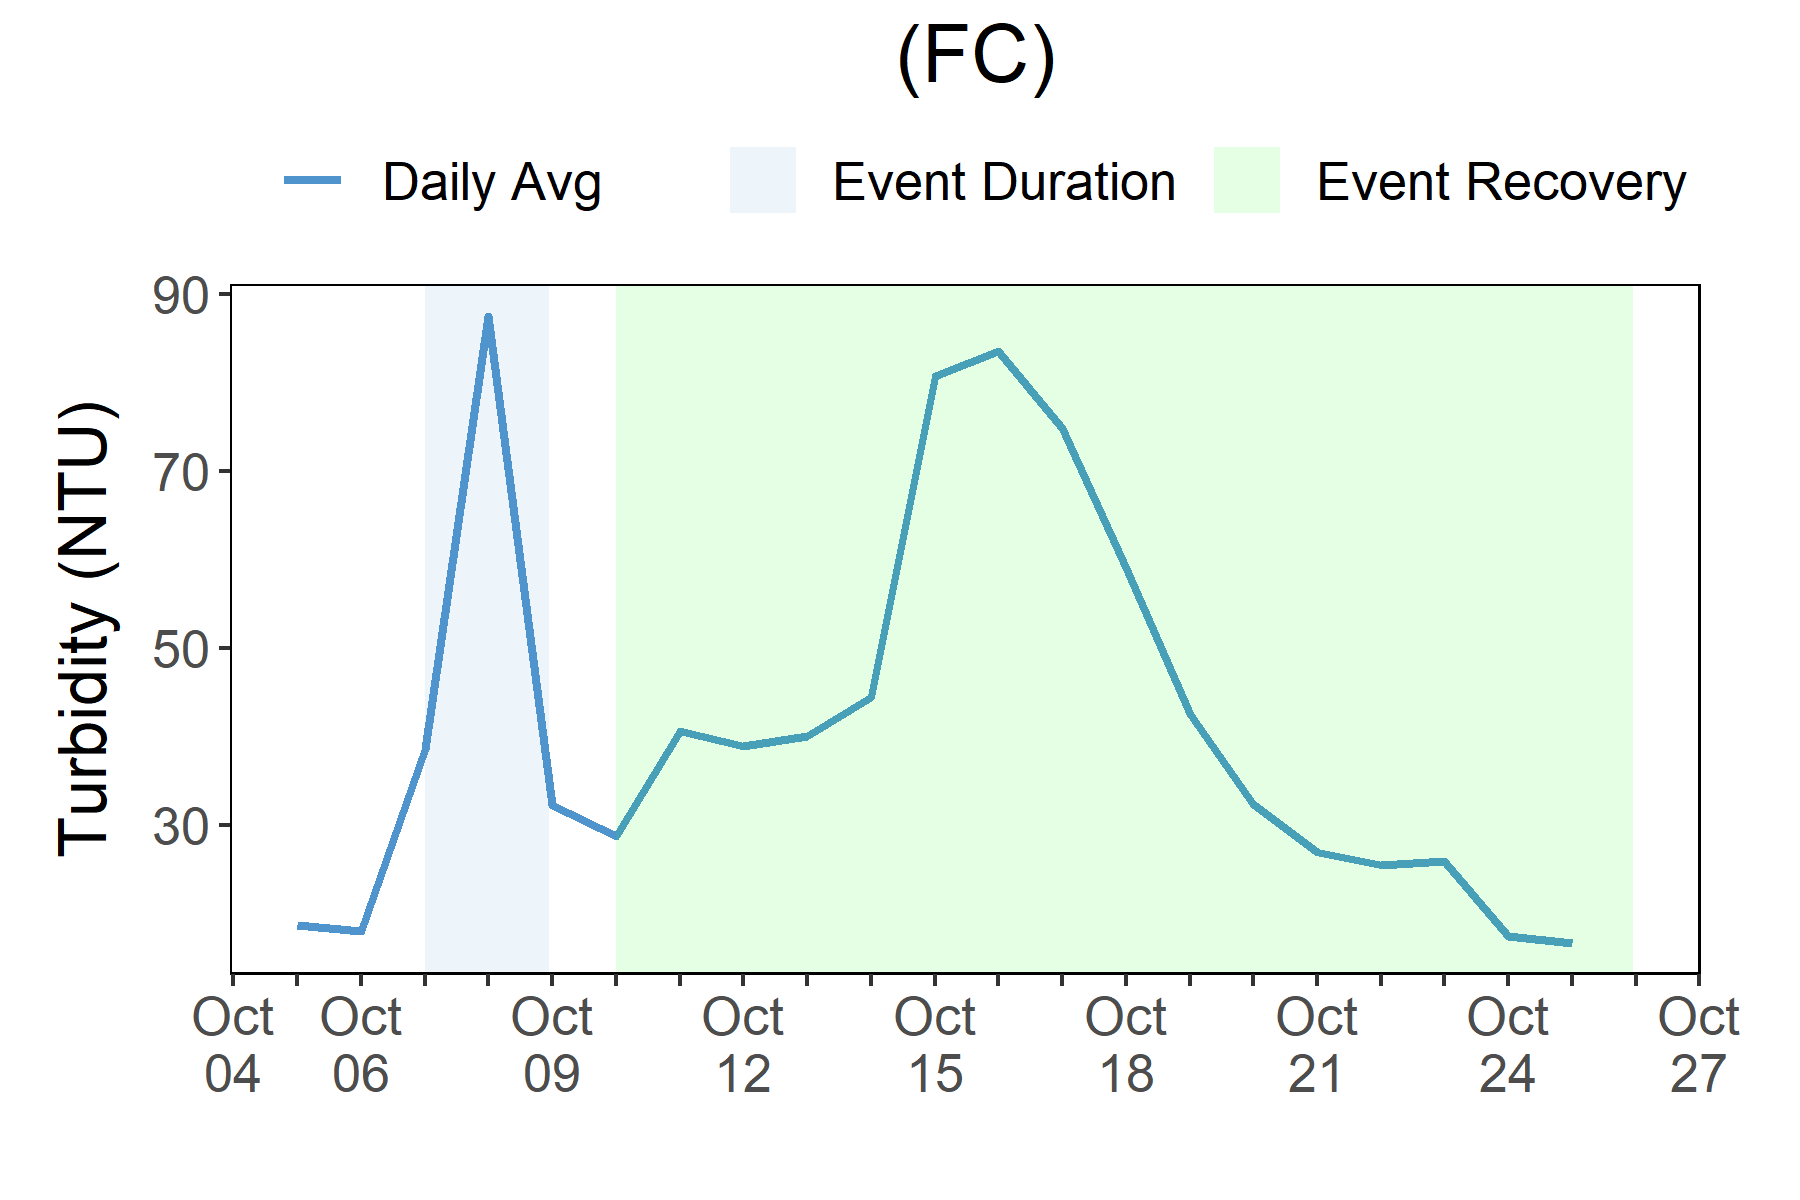 (FC)
Daily Avg
Event Duration
Event Recovery
Turbidity (NTU)
90
70
50
30
Oct 04
Oct 06
Oct 09
Oct 12
Oct 15
Oct 18
Oct 21
Oct 24
Oct 27